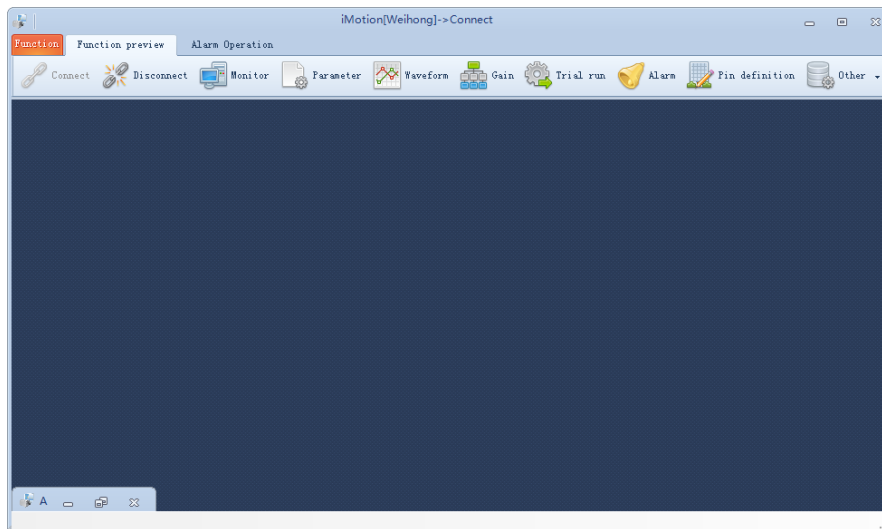 iMotion[Weihong]->Connect
Function Function preview Alarm Operation
Connect Disconnect Monitor Parameter Waveform Gain Trial run Alarm Pin definition Other
A